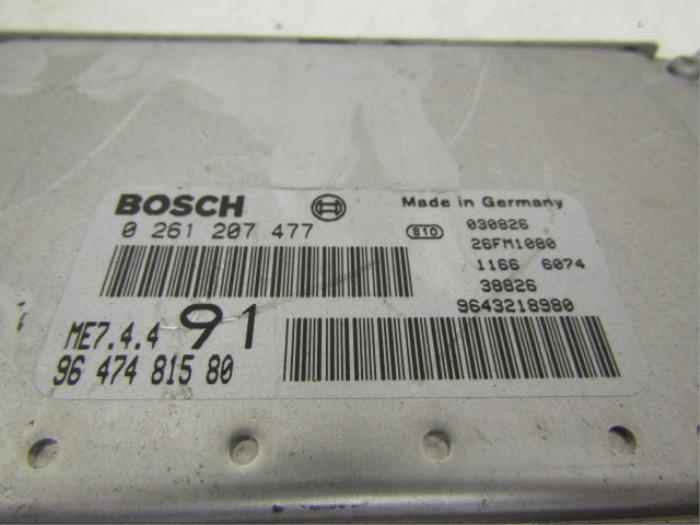 BOSCH
0 261 207 477
ME7.4.4 91
96 474 815 80
Made in Germany
810 030826
26FM1080
1166 6074
38826
9643218980